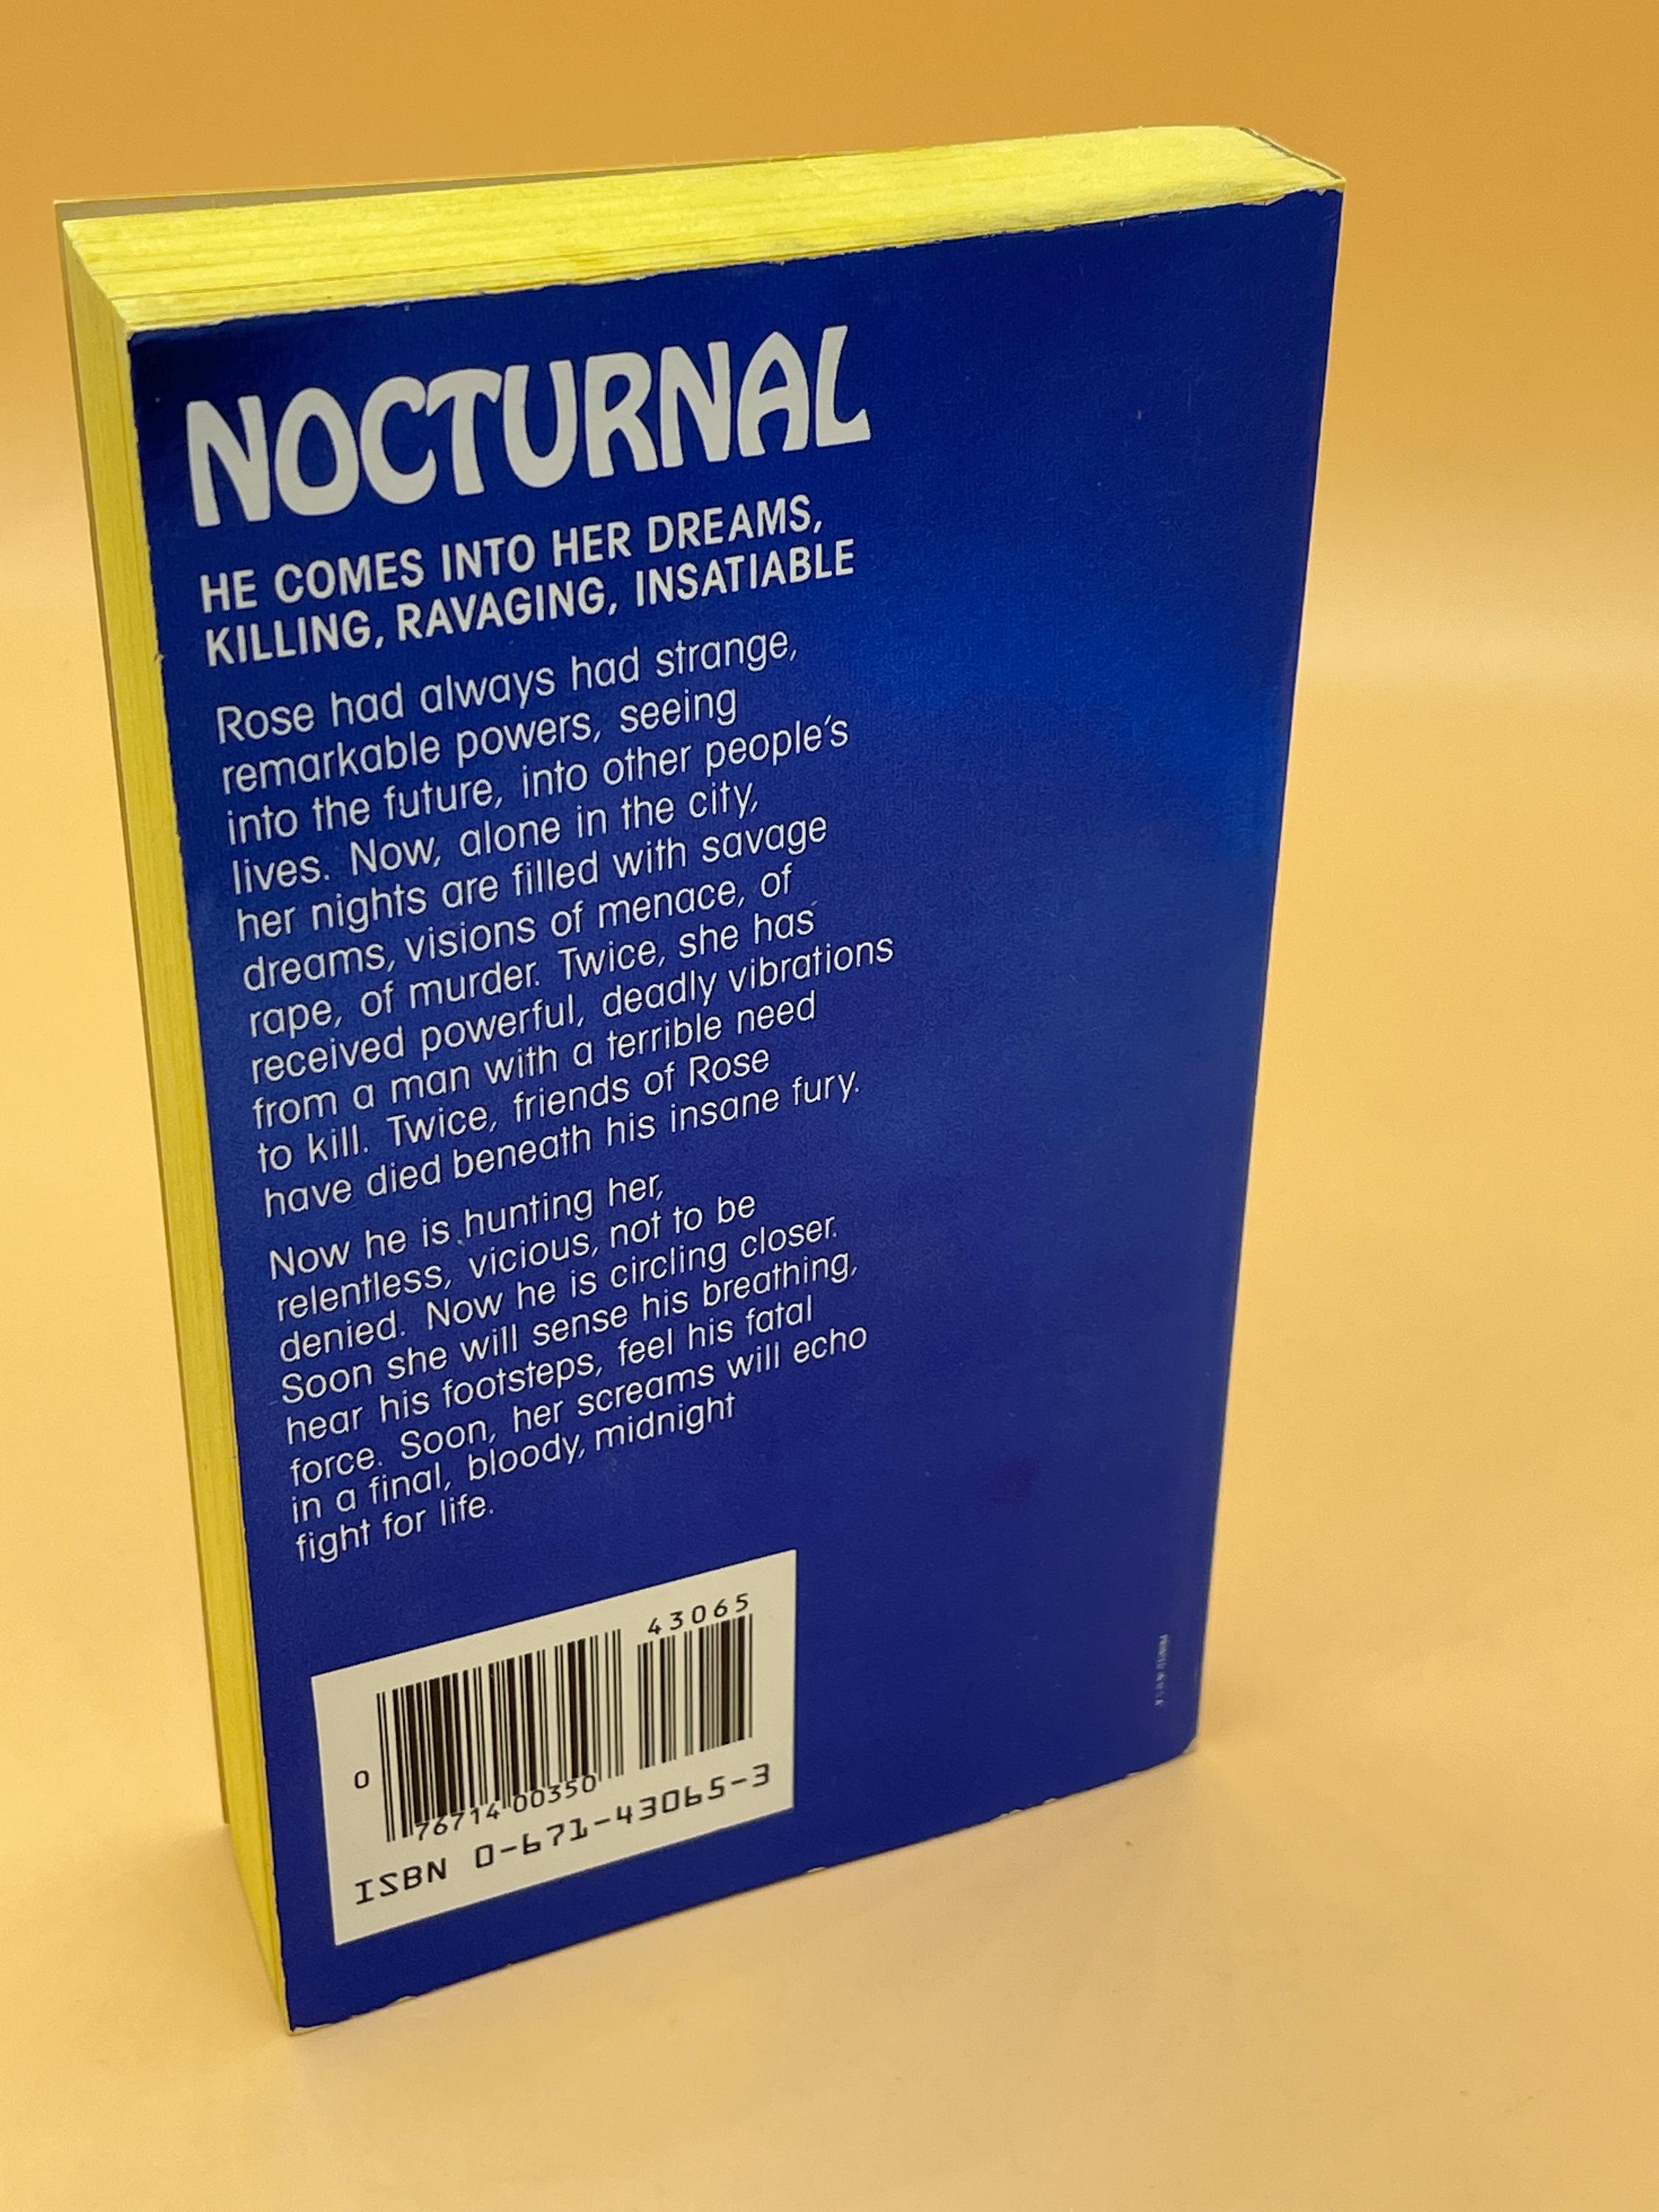 NOCTURNAL
HE COMES INTO HER DREAMS,
KILLING, RAVAGING, INSATIABLE
Rose had always had strange,
remarkable powers, seeing
into the future, into other people's
lives. Now, alone in the city,
her nights are filled with savage
dreams, visions of menace, of
rape, of murder. Twice, she has
received powerful, deadly vibrations
from a man with a terrible need
to kill. Twice, friends of Rose
have died beneath his insane fury.
Now he is hunting her,
relentless, vicious, not to be
denied. Now he is circling closer.
Soon she will sense his breathing,
hear his footsteps, feel his fatal
force. Soon, her screams will echo
in a final, bloody, midnight
fight for life.
43065
0 76714 00350
ISBN 0-671-43065-3